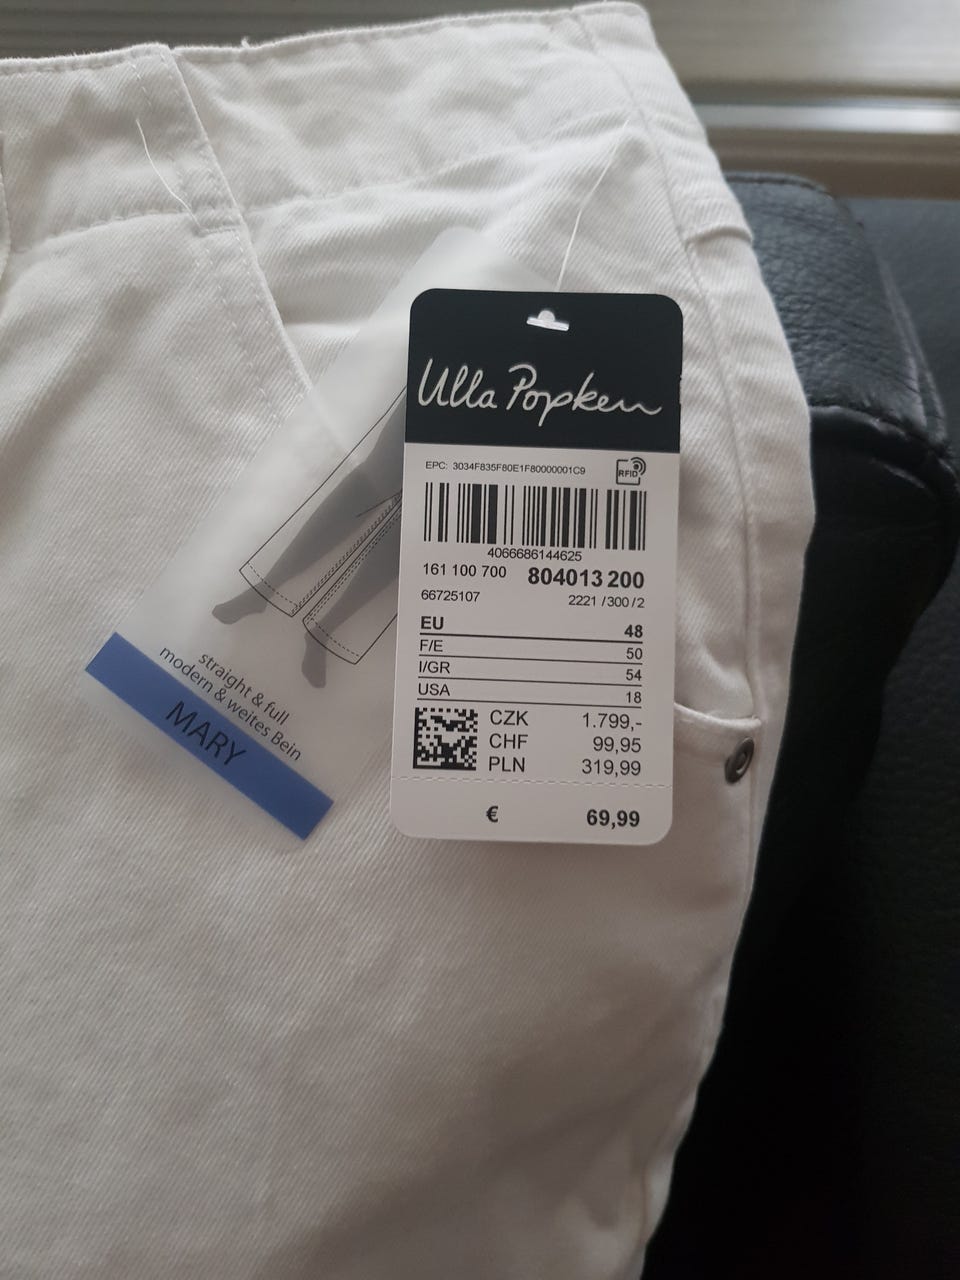 Ulla Popken
EPC: 3034F835F80E1F80000001C9
RFID
4066686144625
161 100 700 804013 200
66725107 2221 /300 /2
EU 48
F/E 50
I/GR 54
USA 18
CZK 1.799,-
CHF 99,95
PLN 319,99
€ 69,99
straight & full
modern & weites Bein
MARY